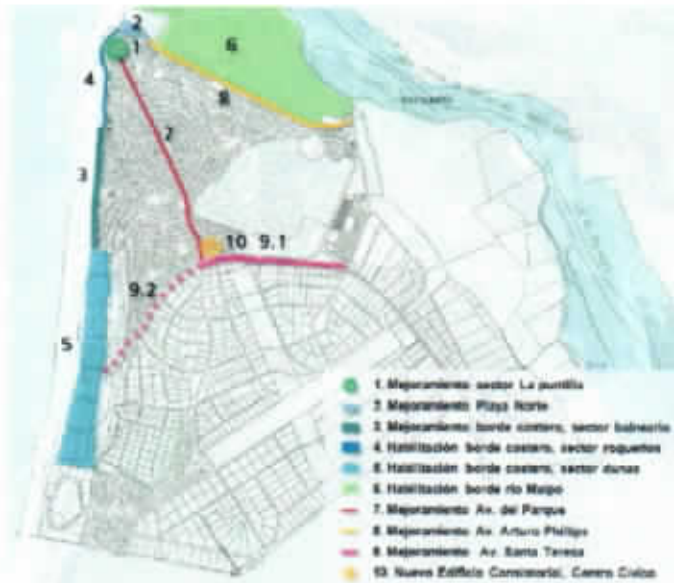 2
1
6
4
8
7
3
10 9.1
9.2
5
1. Mejoramiento sector La puntilla
2. Mejoramiento Playa Norte
3. Mejoramiento borde costero, sector balneario
4. Habilitación borde costero, sector roqueños
5. Habilitación borde costero, sector dunas
6. Habilitación borde río Maipo
7. Mejoramiento Av. del Parque
8. Mejoramiento Av. Arturo Phillips
9. Mejoramiento Av. Santa Teresa
10. Nuevo Edificio Consistorial, Centro Cívico